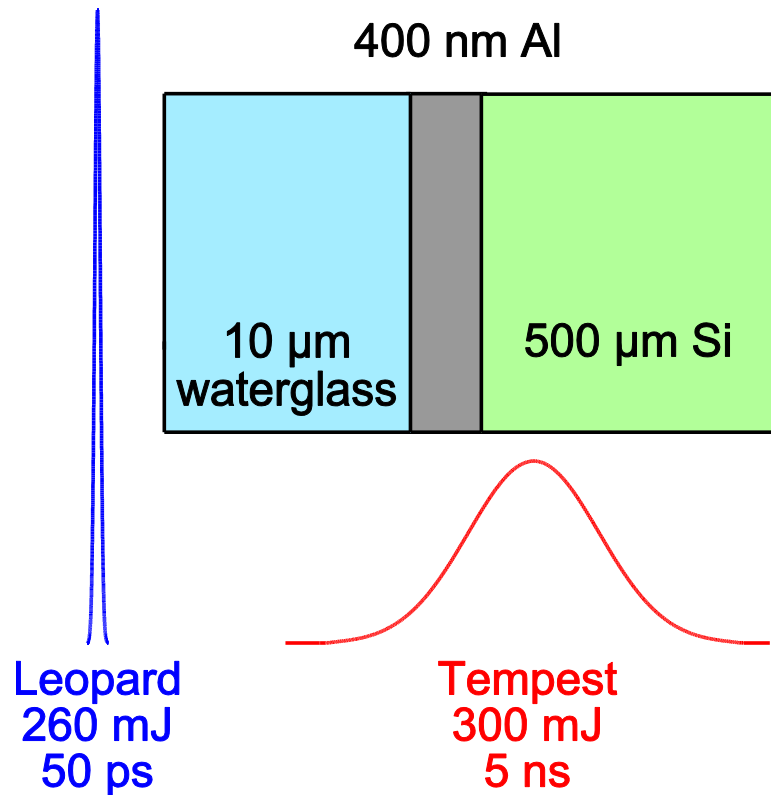 400 nm Al
10 µm
waterglass
500 µm Si
Leopard
260 mJ
50 ps
Tempest
300 mJ
5 ns